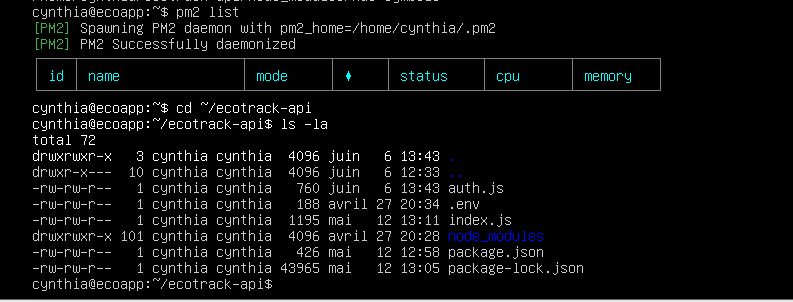 cynthia@ecoapp:~$ pm2 list
[PM2] Spawning PM2 daemon with pm2_home=/home/cynthia/.pm2
[PM2] PM2 Successfully daemonized
id name mode ♦ status cpu memory
cynthia@ecoapp:~$ cd ~/ecotrack-api
cynthia@ecoapp:~/ecotrack-api$ ls -la
total 72
drwxrwxr-x 3 cynthia cynthia 4096 juin 6 13:43 .
drwxr-x--- 10 cynthia cynthia 4096 juin 6 12:33 ..
-rw-rw-r-- 1 cynthia cynthia 760 juin 6 13:43 auth.js
-rw-rw-r-- 1 cynthia cynthia 188 avril 27 20:34 .env
-rw-rw-r-- 1 cynthia cynthia 1195 mai 12 13:11 index.js
drwxrwxr-x 101 cynthia cynthia 4096 avril 27 20:28 node_modules
-rw-rw-r-- 1 cynthia cynthia 426 mai 12 12:58 package.json
-rw-rw-r-- 1 cynthia cynthia 43965 mai 12 13:05 package-lock.json
cynthia@ecoapp:~/ecotrack-api$